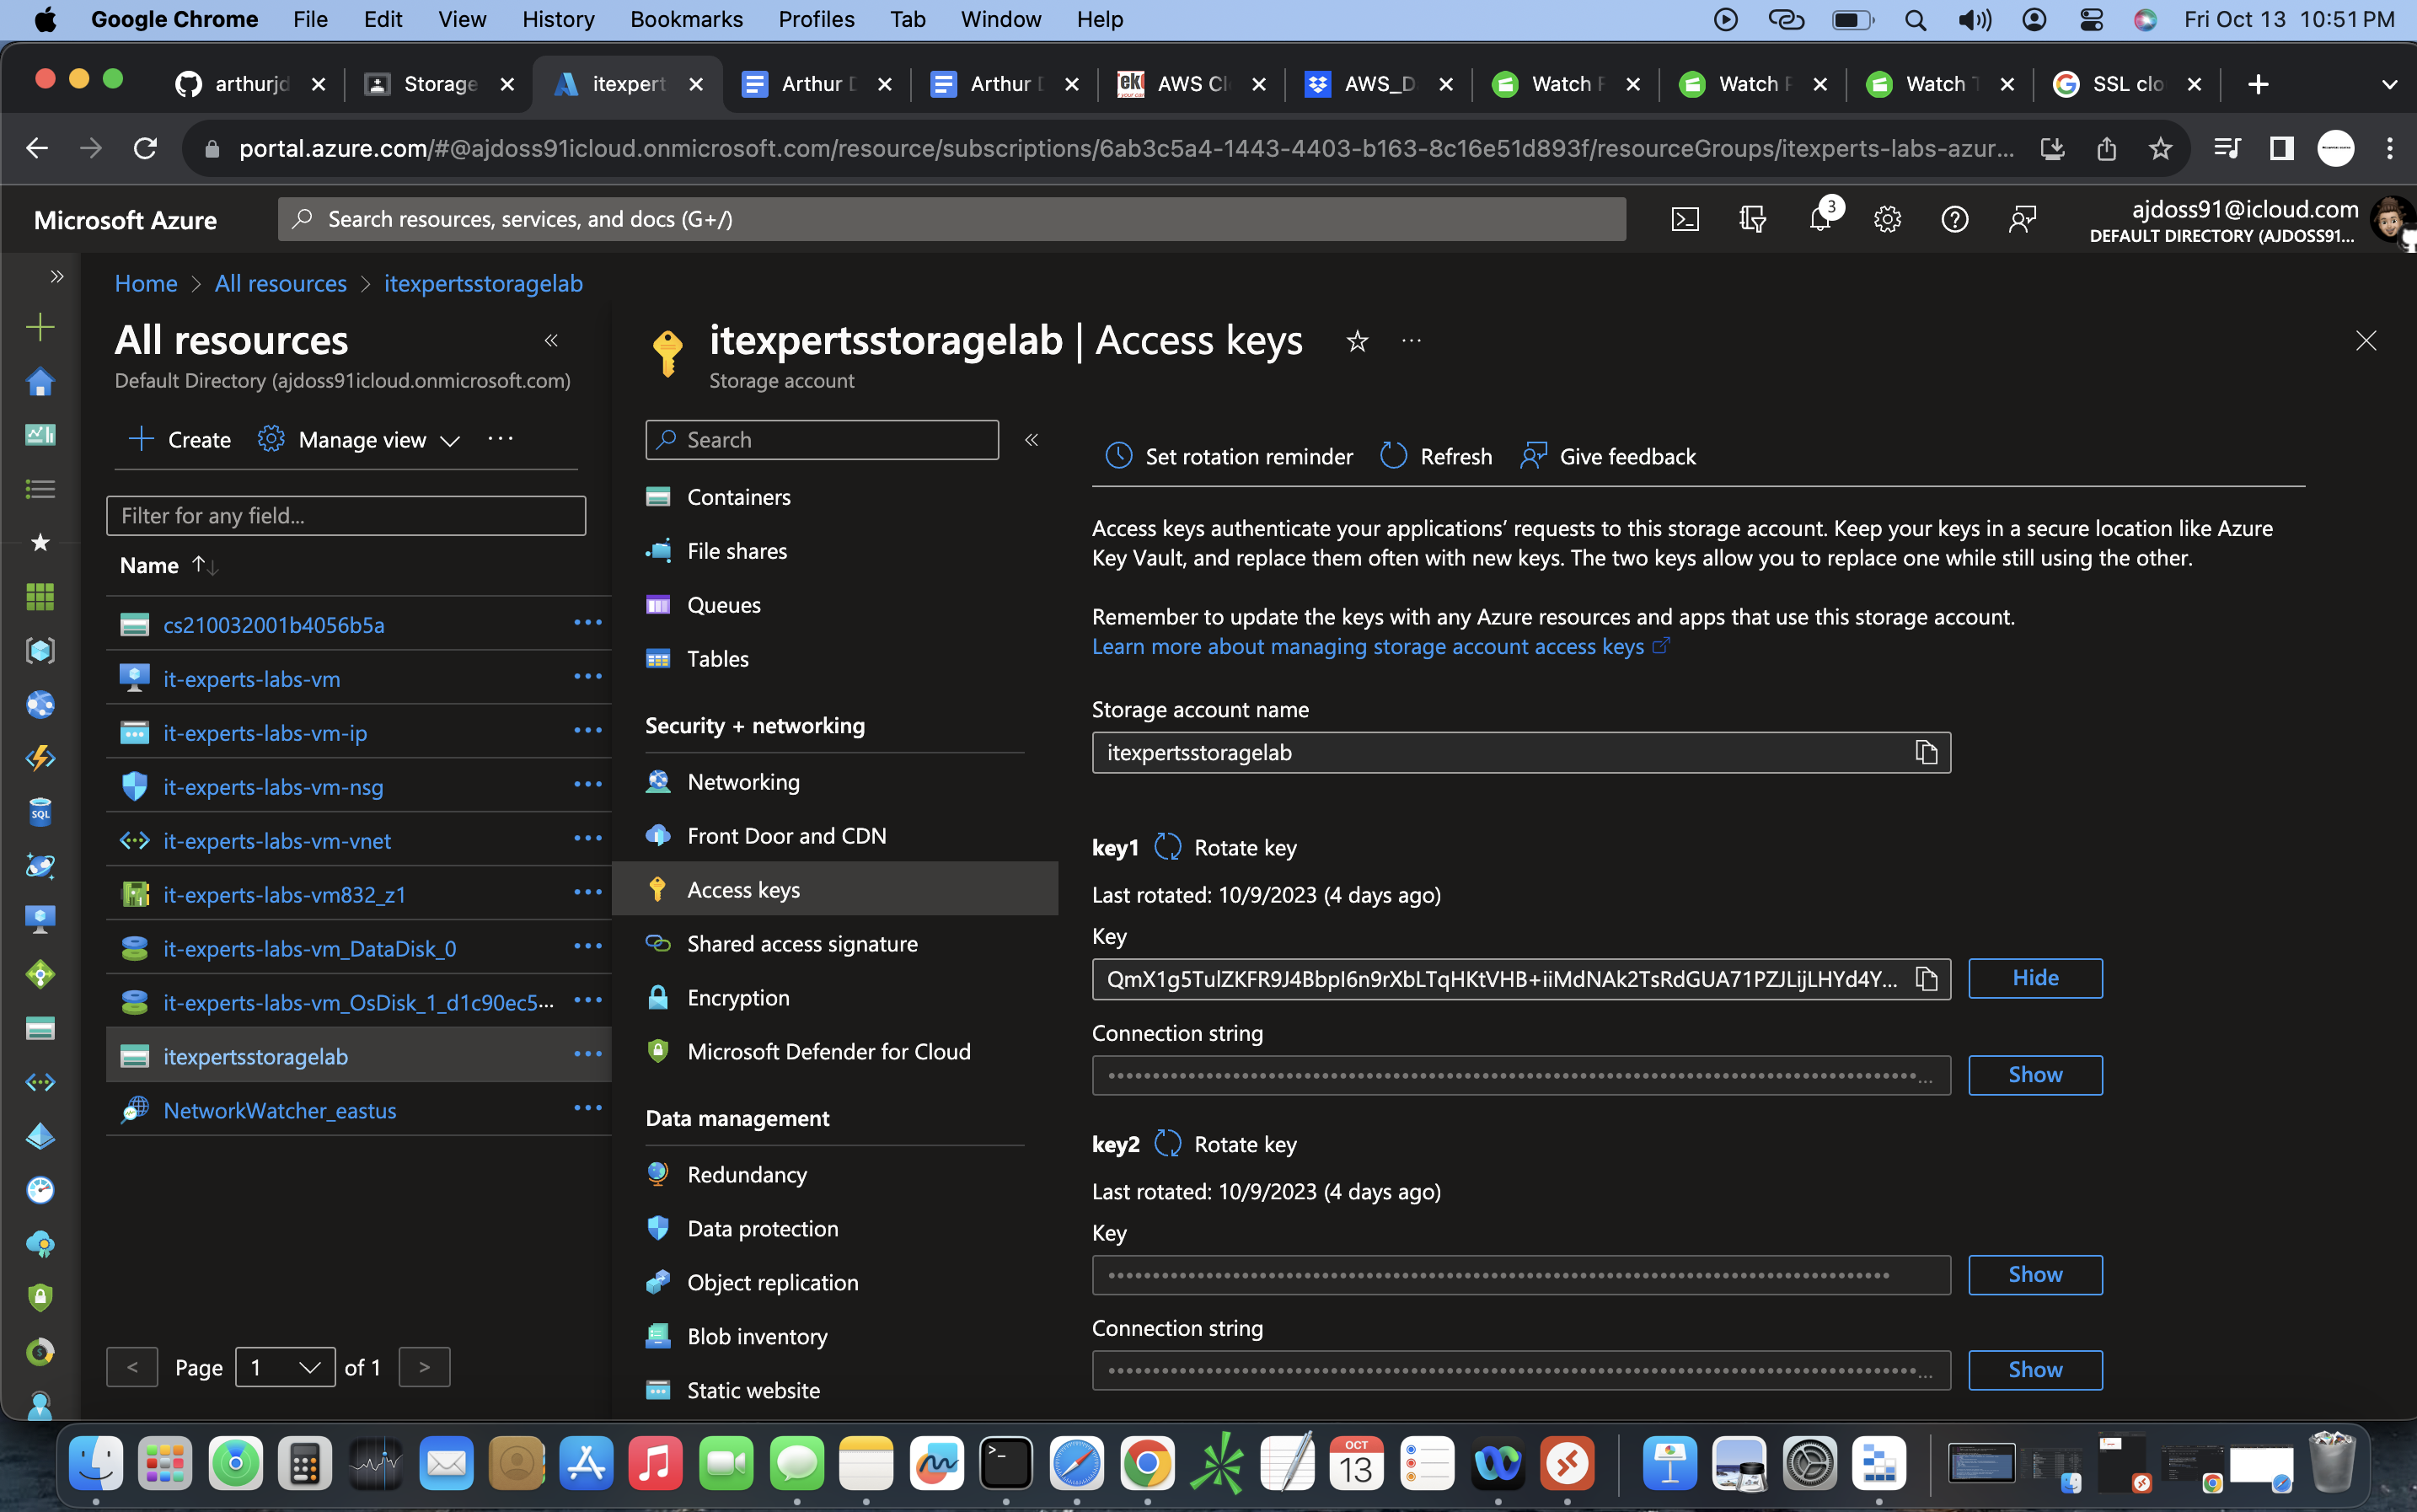 Google Chrome File Edit View History Bookmarks Profiles Tab Window Help Fri Oct 13 10:51 PM
arthurjd Storage itexpert Arthur D Arthur AWS Cl AWS_D Watch Watch Watch SSL clo
portal.azure.com/#@ajdoss91icloud.onmicrosoft.com/resource/subscriptions/6ab3c5a4-1443-4403-b163-8c16e51d893f/resourceGroups/itexperts-labs-azur...
Microsoft Azure
Search resources, services, and docs (G+/)
3
ajdoss91@icloud.com
DEFAULT DIRECTORY (AJDOSS91...
Home > All resources > itexpertsstoragelab
All resources
Default Directory (ajdoss91icloud.onmicrosoft.com)
Create Manage view
Filter for any field...
Name
cs210032001b4056b5a
it-experts-labs-vm
it-experts-labs-vm-ip
it-experts-labs-vm-nsg
it-experts-labs-vm-vnet
it-experts-labs-vm832_z1
it-experts-labs-vm_DataDisk_0
it-experts-labs-vm_OsDisk_1_d1c90ec5...
itexpertsstoragelab
NetworkWatcher_eastus
< Page 1 of 1 >
SQL
itexpertsstoragelab | Access keys
Storage account
Search
Containers
File shares
Queues
Tables
Security + networking
Networking
Front Door and CDN
Access keys
Shared access signature
Encryption
Microsoft Defender for Cloud
Data management
Redundancy
Data protection
Object replication
Blob inventory
Static website
Set rotation reminder Refresh Give feedback
Access keys authenticate your applications’ requests to this storage account. Keep your keys in a secure location like Azure
Key Vault, and replace them often with new keys. The two keys allow you to replace one while still using the other.
Remember to update the keys with any Azure resources and apps that use this storage account.
Learn more about managing storage account access keys
Storage account name
itexpertsstoragelab
key1 Rotate key
Last rotated: 10/9/2023 (4 days ago)
Key
QmX1g5TulZKFR9J4Bbpl6n9rXbLTqHKtVHB+iiMdNAk2TsRdGUA71PZJLijLHYd4Y... Hide
Connection string
Show
key2 Rotate key
Last rotated: 10/9/2023 (4 days ago)
Key
Show
Connection string
Show
OCT
13